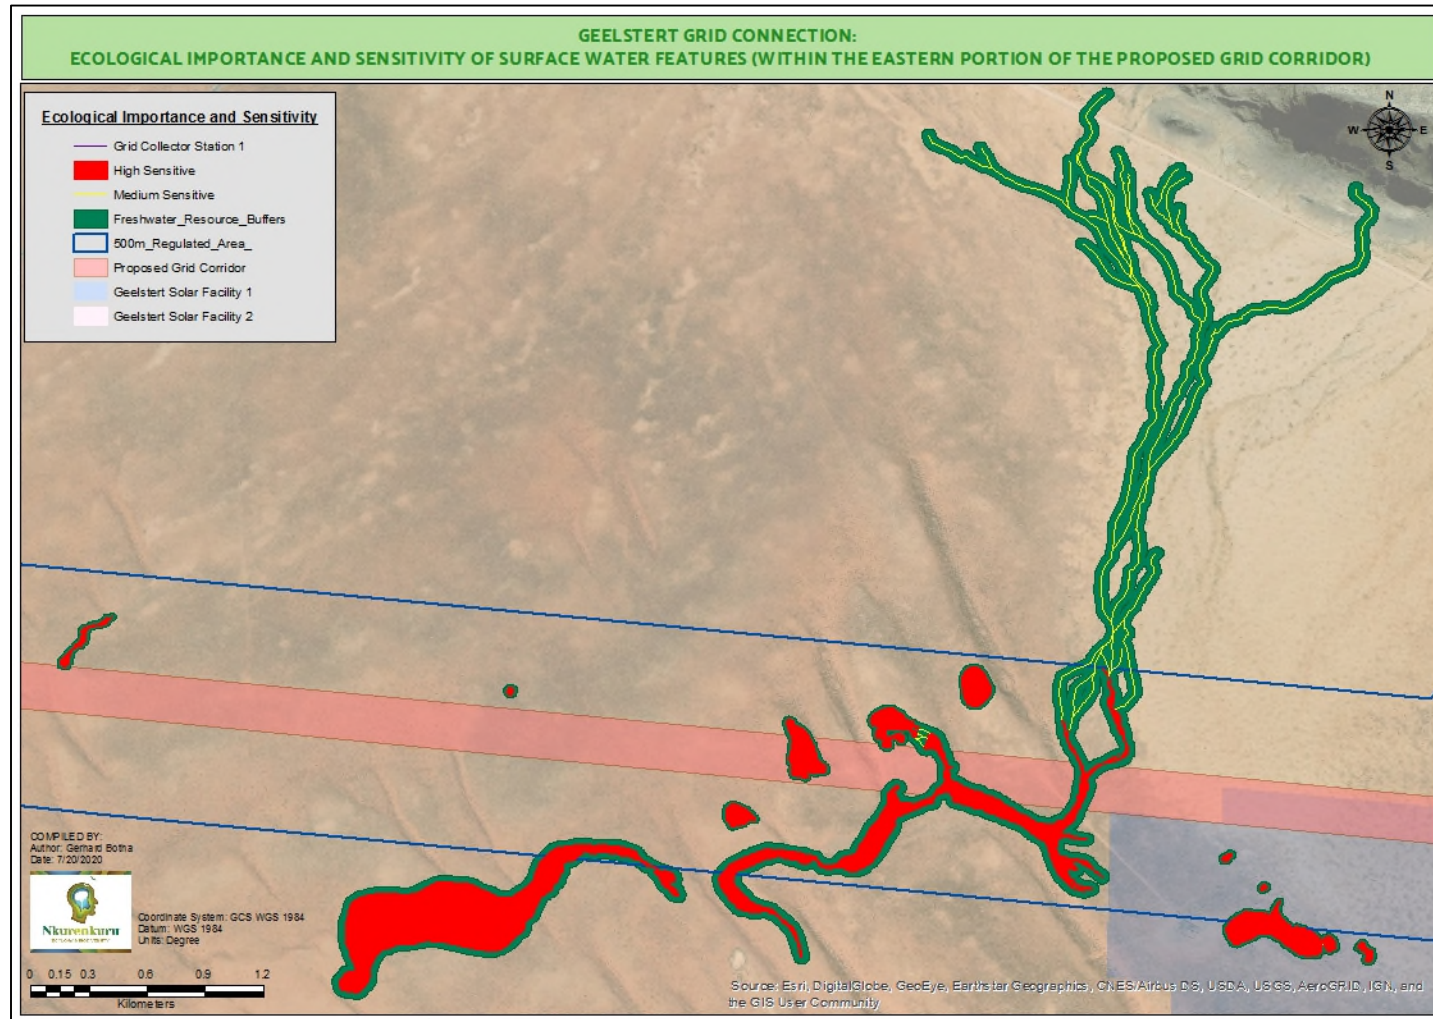 GEELSTERT GRID CONNECTION:
ECOLOGICAL IMPORTANCE AND SENSITIVITY OF SURFACE WATER FEATURES (WITHIN THE EASTERN PORTION OF THE PROPOSED GRID CORRIDOR)
Ecological Importance and Sensitivity
Grid Collector Station 1
High Sensitive
Medium Sensitive
Freshwater_Resource_Buffers
500m_Regulated_Area_
Proposed Grid Corridor
Geelstert Solar Facility 1
Geelstert Solar Facility 2
N
W E
S
COMPILED BY:
Author: Gerhard Botha
Date: 7/20/2020
Nkurenkuru
Coordinate System: GCS WGS 1984
Datum: WGS 1984
Units: Degree
0 0.15 0.3 0.6 0.9 1.2
Kilometers
Source: Esri, DigitalGlobe, GeoEye, Earthstar Geographics, CNES/Airbus DS, USDA, USGS, AeroGRID, IGN, and
the GIS User Community